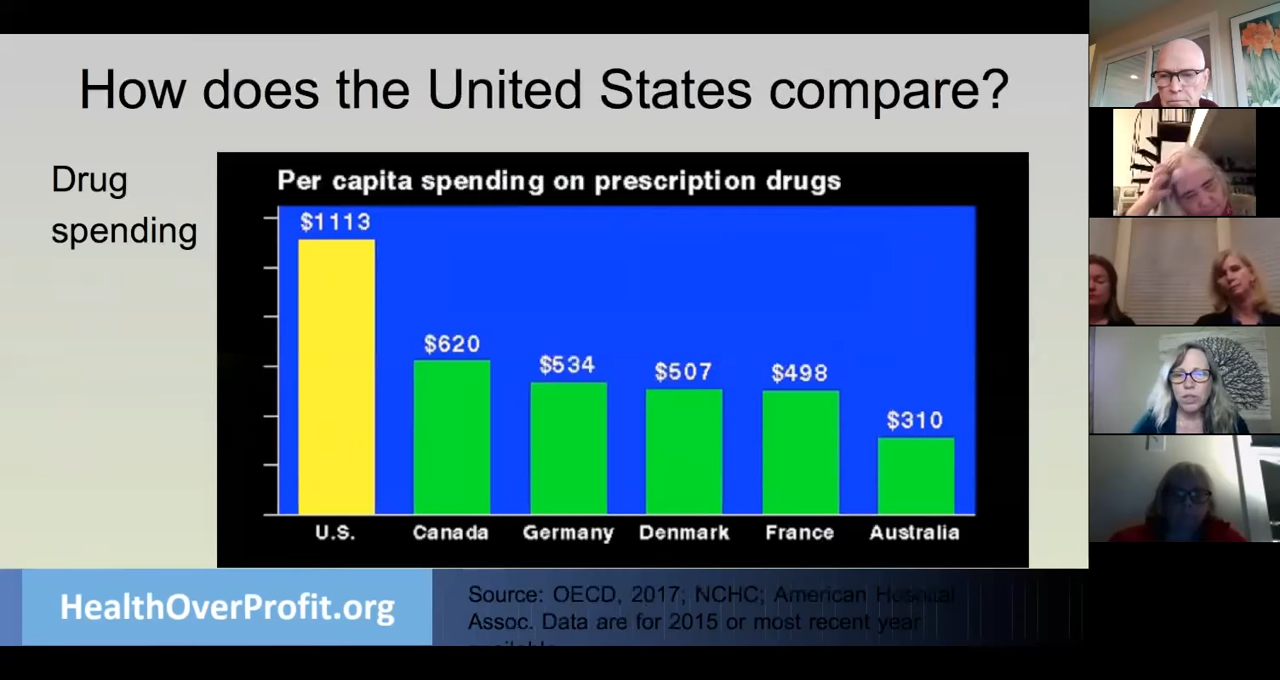 How does the United States compare?
Drug
spending
Per capita spending on prescription drugs
$1113
$620
$534
$507
$498
$310
U.S. Canada Germany Denmark France Australia
HealthOverProfit.org
Source: OECD, 2017; NCHC; American Hospital
Assoc. Data are for 2015 or most recent year